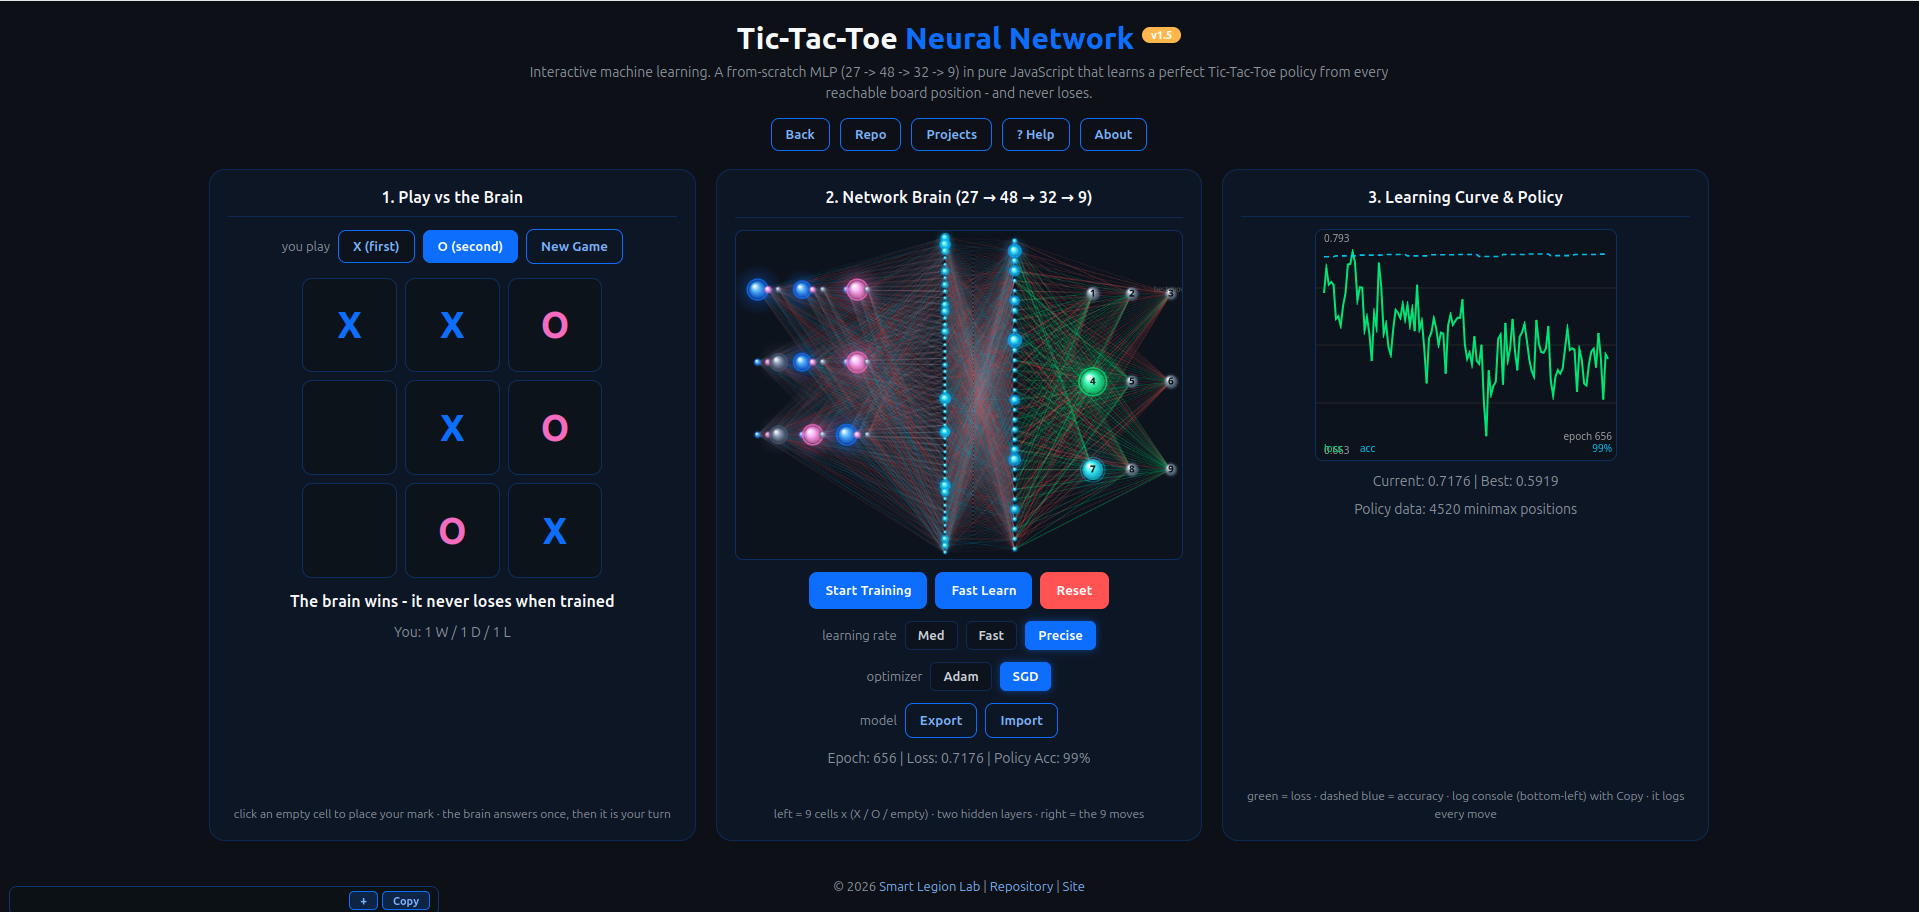 Tic-Tac-Toe Neural Network v1.5
Interactive machine learning. A from-scratch MLP (27 -> 48 -> 32 -> 9) in pure JavaScript that learns a perfect Tic-Tac-Toe policy from every
reachable board position - and never loses.
Back Repo Projects ? Help About
1. Play vs the Brain
you play X (first) O (second) New Game
X X O
X O
O X
The brain wins - it never loses when trained
You: 1 W / 1 D / 1 L
click an empty cell to place your mark · the brain answers once, then it is your turn
2. Network Brain (27 → 48 → 32 → 9)
1 2 3
4 5 6
7 8 9
Start Training Fast Learn Reset
learning rate Med Fast Precise
optimizer Adam SGD
model Export Import
Epoch: 656 | Loss: 0.7176 | Policy Acc: 99%
left = 9 cells x (X / O / empty) · two hidden layers · right = the 9 moves
3. Learning Curve & Policy
0.793
epoch 656
acc 99%
Current: 0.7176 | Best: 0.5919
Policy data: 4520 minimax positions
green = loss · dashed blue = accuracy · log console (bottom-left) with Copy · it logs
every move
© 2026 Smart Legion Lab | Repository | Site
+ Copy